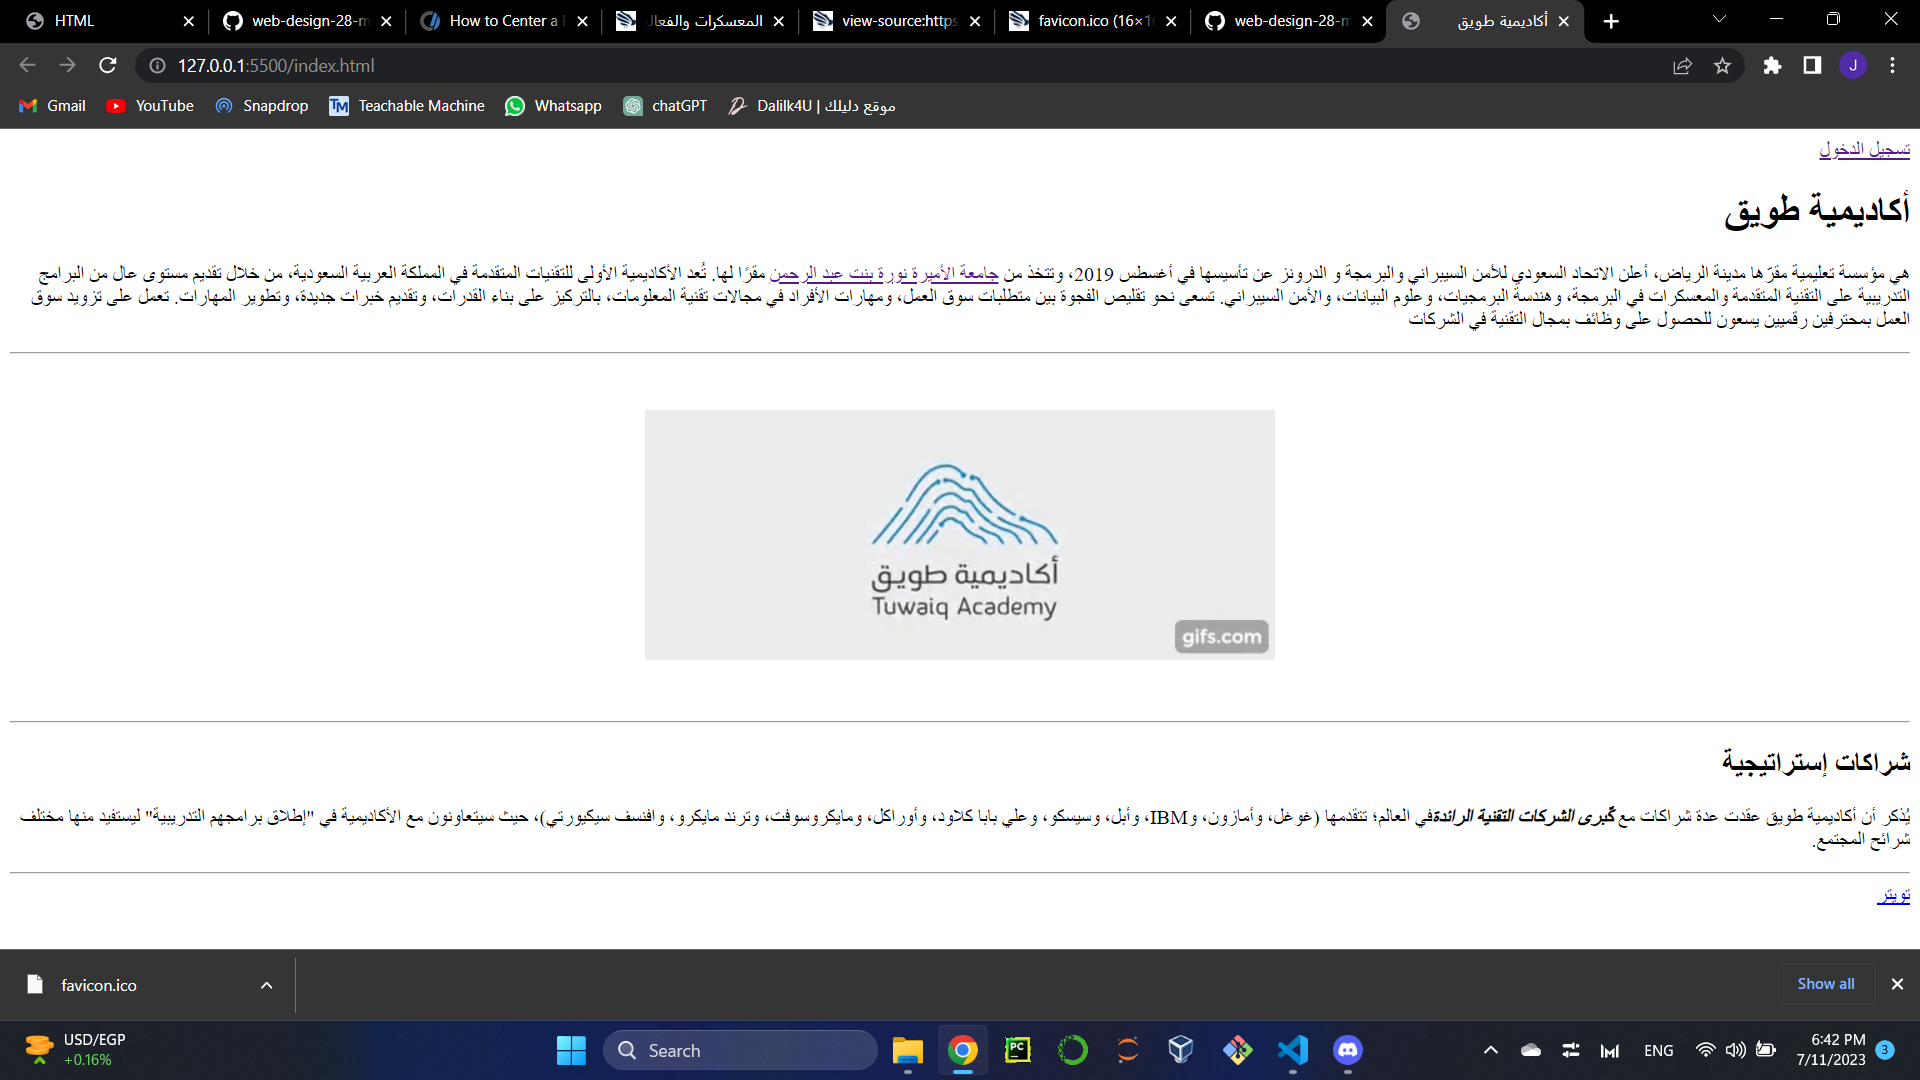 HTML
web-design-28-m
How to Center a
المعسكرات والفعال
view-source:https
favicon.ico (16×1
web-design-28-m
أكاديمية طويق
127.0.0.1:5500/index.html
J
Gmail
YouTube
Snapdrop
TM
Teachable Machine
Whatsapp
chatGPT
Dalilk4U | موقع دليلك
تسجيل الدخول
أكاديمية طويق
هي مؤسسة تعليمية مقرّها مدينة الرياض، أعلن الاتحاد السعودي للأمن السيبراني والبرمجة و الدرونز عن تأسيسها في أغسطس 2019، وتتخذ من جامعة الأميرة نورة بنت عبد الرحمن مقرًا لها. تُعد الأكاديمية الأولى للتقنيات المتقدمة في المملكة العربية السعودية، من خلال تقديم مستوى عال من البرامج
التدريبية على التقنية المتقدمة والمعسكرات في البرمجة، وهندسة البرمجيات، وعلوم البيانات، والأمن السيبراني. تسعى نحو تقليص الفجوة بين متطلبات سوق العمل، ومهارات الأفراد في مجالات تقنية المعلومات، بالتركيز على بناء القدرات، وتقديم خبرات جديدة، وتطوير المهارات. تعمل على تزويد سوق
العمل بمحترفين رقميين يسعون للحصول على وظائف بمجال التقنية في الشركات
أكاديمية طويق
Tuwaiq Academy
gifs.com
شراكات إستراتيجية
يُذكر أن أكاديمية طويق عقدت عدة شراكات مع كُبرى الشركات التقنية الرائدةفي العالم؛ تتقدمها (غوغل، وأمازون، وIBM، وأبل، وسيسكو، وعلي بابا كلاود، وأوراكل، ومايكروسوفت، وترند مايكرو، وافنسف سيكيورتي)، حيث سيتعاونون مع الأكاديمية في "إطلاق برامجهم التدريبية" ليستفيد منها مختلف
شرائح المجتمع.
تويتر
favicon.ico
Show all
USD/EGP
+0.16%
Search
PC
ENG
6:42 PM
7/11/2023
3